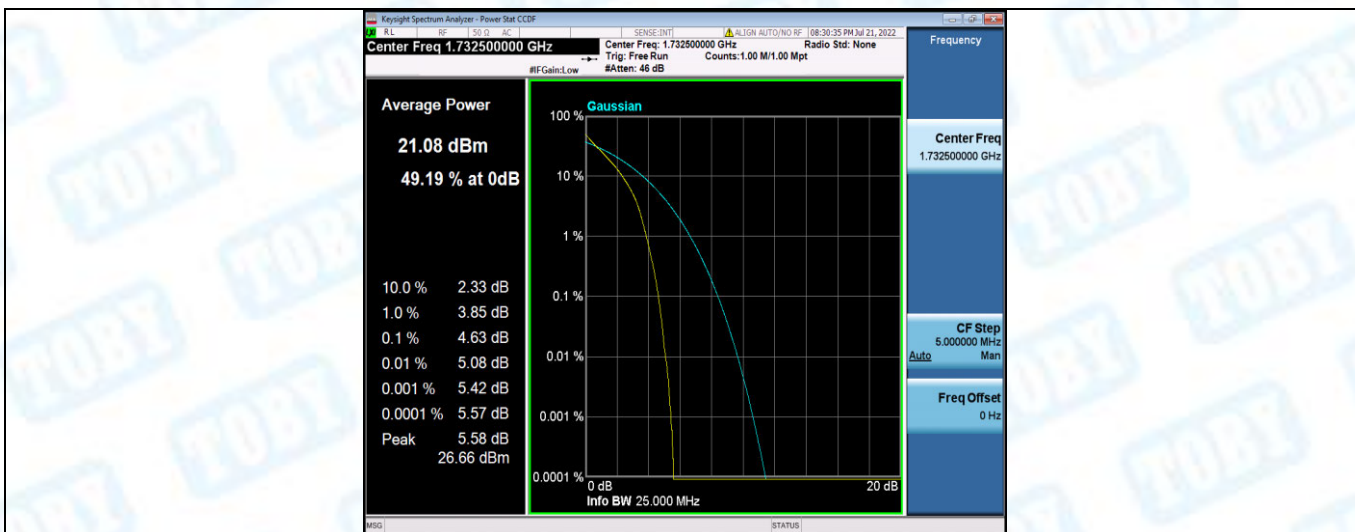 Keysight Spectrum Analyzer - Power Stat CCDF
RL RF 50 Ω AC SENSE:INT ALIGN AUTO/NO RF 08:30:35 PM Jul 21, 2022
Center Freq 1.732500000 GHz
Center Freq: 1.732500000 GHz Radio Std: None
Trig: Free Run Counts:1.00 M/1.00 Mpt
#IFGain:Low #Atten: 46 dB
Frequency
Average Power
21.08 dBm
49.19 % at 0dB
10.0 % 2.33 dB
1.0 % 3.85 dB
0.1 % 4.63 dB
0.01 % 5.08 dB
0.001 % 5.42 dB
0.0001 % 5.57 dB
Peak 5.58 dB
26.66 dBm
Gaussian
100 %
10 %
1 %
0.1 %
0.01 %
0.001 %
0.0001 %
0 dB 20 dB
Info BW 25.000 MHz
Center Freq
1.732500000 GHz
CF Step
5.000000 MHz
Auto Man
Freq Offset
0 Hz
MSG STATUS
TOBY
TOBY
TOBY
TOBY
TOBY
TOBY
TOBY